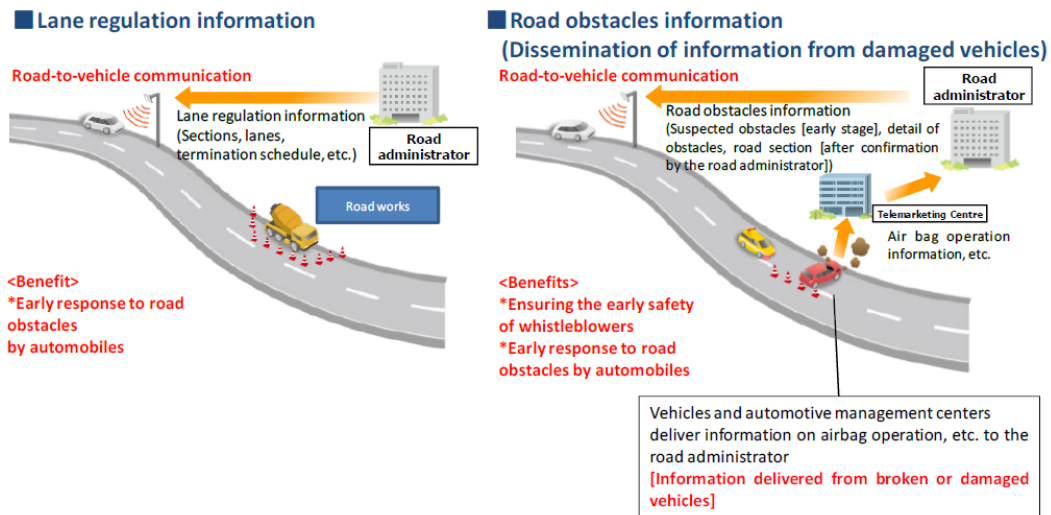 Lane regulation information
Road-to-vehicle communication
Lane regulation information
(Sections, lanes,
termination schedule, etc.)
Road
administrator
Road works
<Benefit>
*Early response to road
obstacles
by automobiles
Road obstacles information
(Dissemination of information from damaged vehicles)
Road-to-vehicle communication
Road
administrator
Road obstacles information
(Suspected obstacles [early stage], detail of
obstacles, road section [after confirmation
by the road administrator])
Telemarketing Centre
Air bag operation
information, etc.
<Benefits>
*Ensuring the early safety
of whistleblowers
*Early response to road
obstacles by automobiles
Vehicles and automotive management centers
deliver information on airbag operation, etc. to the
road administrator
[Information delivered from broken or damaged
vehicles]